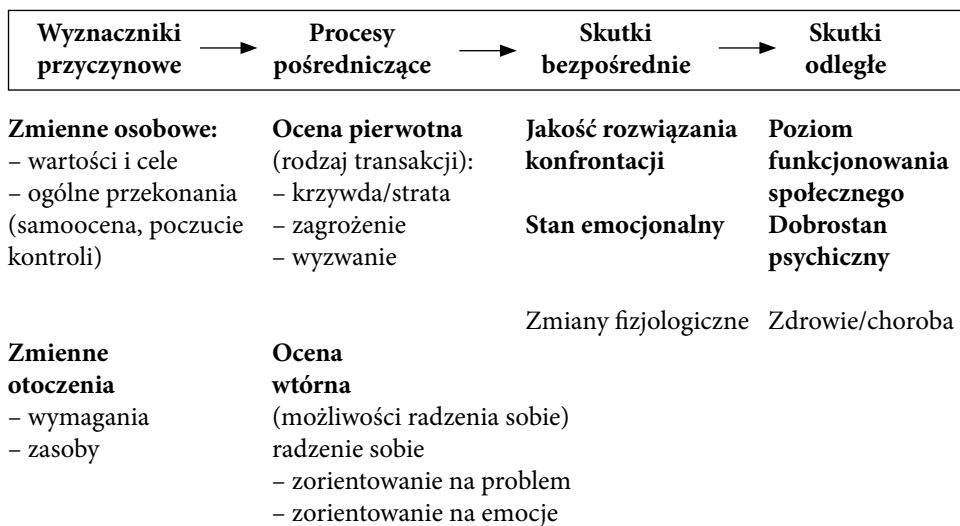 Wyznaczniki
przyczynowe
Procesy
pośredniczące
Skutki
bezpośrednie
Skutki
odległe
Zmienne osobowe:
– wartości i cele
– ogólne przekonania
(samoocena, poczucie
kontroli)
Zmienne
otoczenia
– wymagania
– zasoby
Ocena pierwotna
(rodzaj transakcji):
– krzywda/strata
– zagrożenie
– wyzwanie
Ocena
wtórna
(możliwości radzenia sobie)
radzenie sobie
– zorientowanie na problem
– zorientowanie na emocje
Jakość rozwiązania
konfrontacji
Stan emocjonalny
Zmiany fizjologiczne
Poziom
funkcjonowania
społecznego
Dobrostan
psychiczny
Zdrowie/choroba